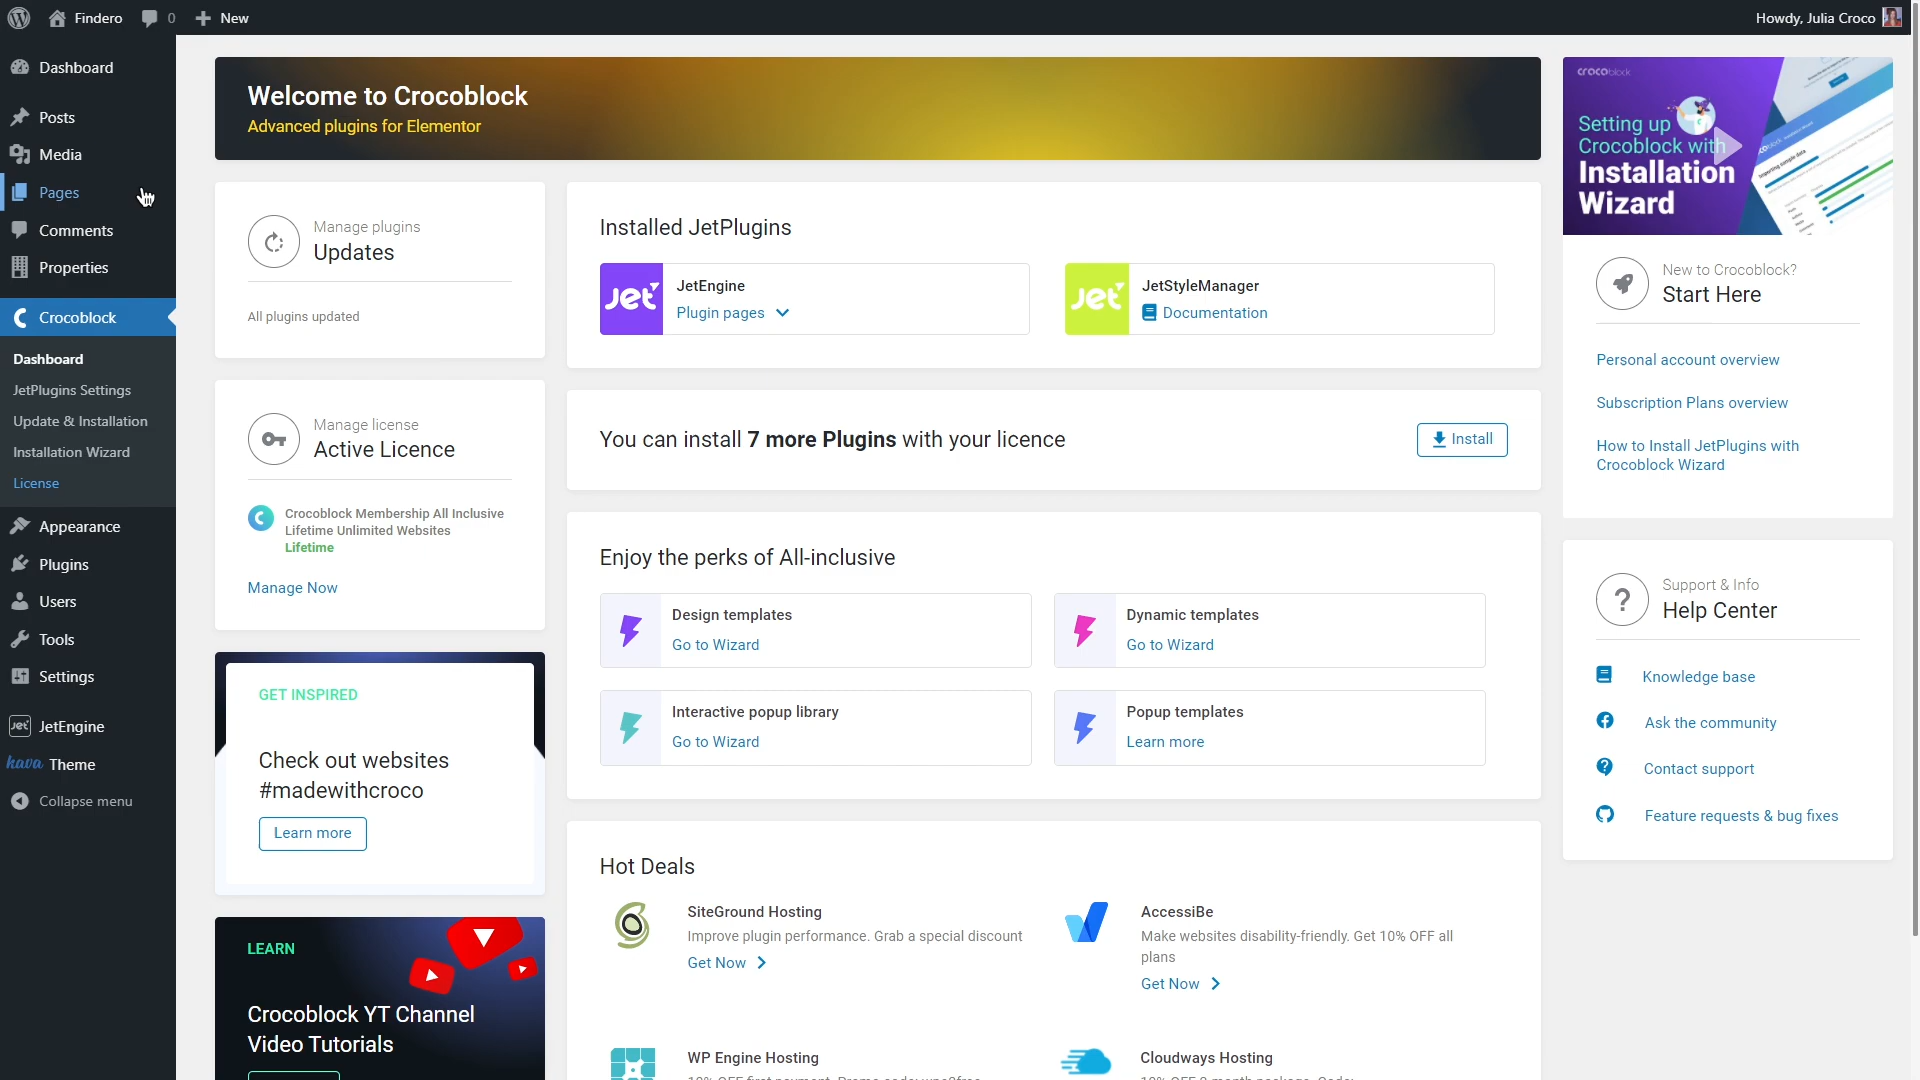 Findero
0
New
Howdy, Julia Croco
Dashboard
Posts
Media
Pages
Comments
Properties
Crocoblock
Dashboard
JetPlugins Settings
Update & Installation
Installation Wizard
License
Appearance
Plugins
Users
Tools
Settings
Jet
JetEngine
kava Theme
Collapse menu
Welcome to Crocoblock
Advanced plugins for Elementor
Manage plugins
Updates
All plugins updated
Manage license
Active Licence
Crocoblock Membership All Inclusive
Lifetime Unlimited Websites
Lifetime
Manage Now
GET INSPIRED
Check out websites
#madewithcroco
Learn more
LEARN
Crocoblock YT Channel
Video Tutorials
Installed JetPlugins
Jet
JetEngine
Plugin pages
Jet
JetStyleManager
Documentation
You can install 7 more Plugins with your licence
Install
Enjoy the perks of All-inclusive
Design templates
Go to Wizard
Dynamic templates
Go to Wizard
Interactive popup library
Go to Wizard
Popup templates
Learn more
Hot Deals
SiteGround Hosting
Improve plugin performance. Grab a special discount
Get Now
AccessiBe
Make websites disability-friendly. Get 10% OFF all
plans
Get Now
WP Engine Hosting
Cloudways Hosting
crocoblock
Setting up
Crocoblock with
Installation
Wizard
New to Crocoblock?
Start Here
Personal account overview
Subscription Plans overview
How to Install JetPlugins with
Crocoblock Wizard
Support & Info
Help Center
Knowledge base
Ask the community
Contact support
Feature requests & bug fixes